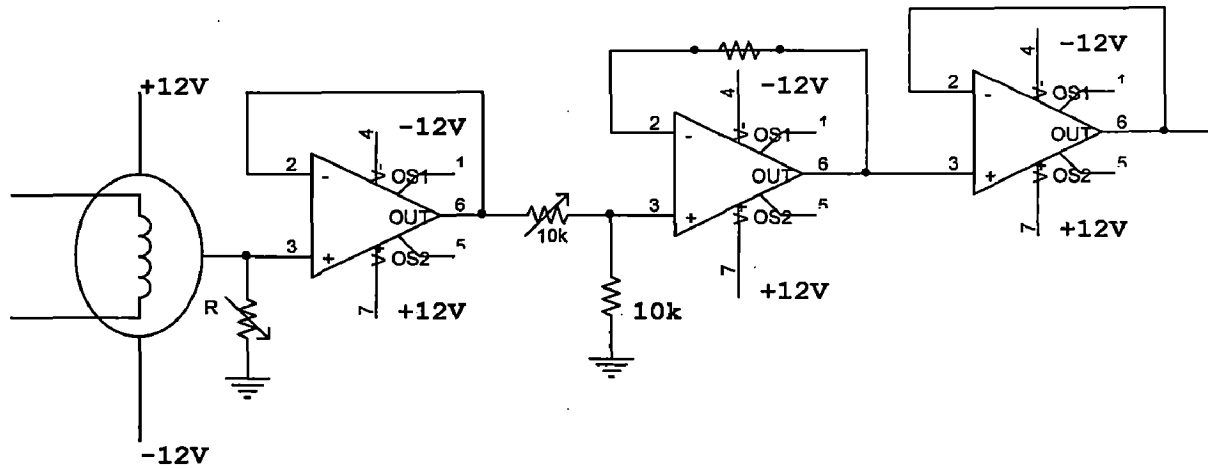 +12V
-12V
R
2
3
-
+
4
V-
-12V
OS1
1
OUT
6
5
OS2
V+
7
+12V
10k
10k
2
3
-
+
4
V-
-12V
OS1
1
OUT
6
5
OS2
V+
7
+12V
2
3
-
+
4
V-
-12V
OS1
1
OUT
6
5
OS2
V+
7
+12V